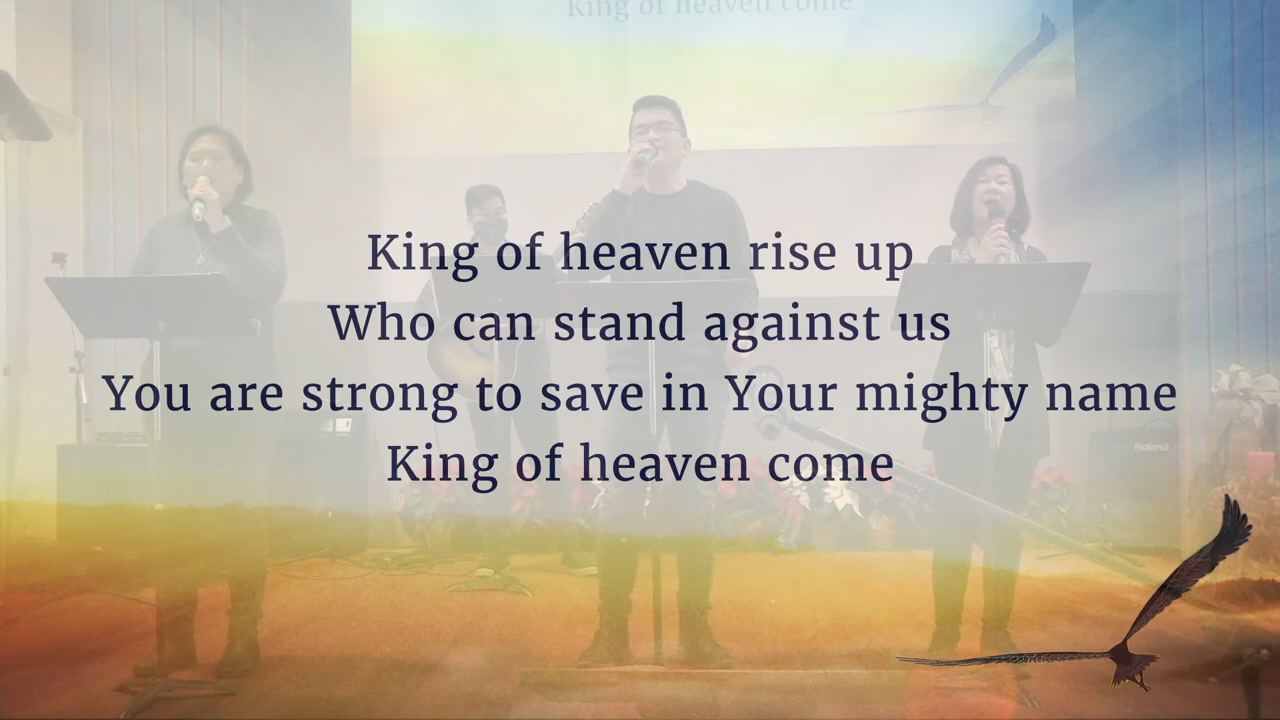 King of heaven come
King of heaven rise up
Who can stand against us
You are strong to save in Your mighty name
King of heaven come
Roland